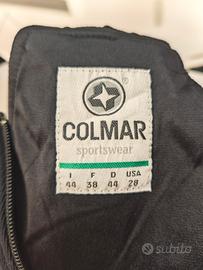 ®
COLMAR
sportswear
I F D USA
44 38 44 28
subito